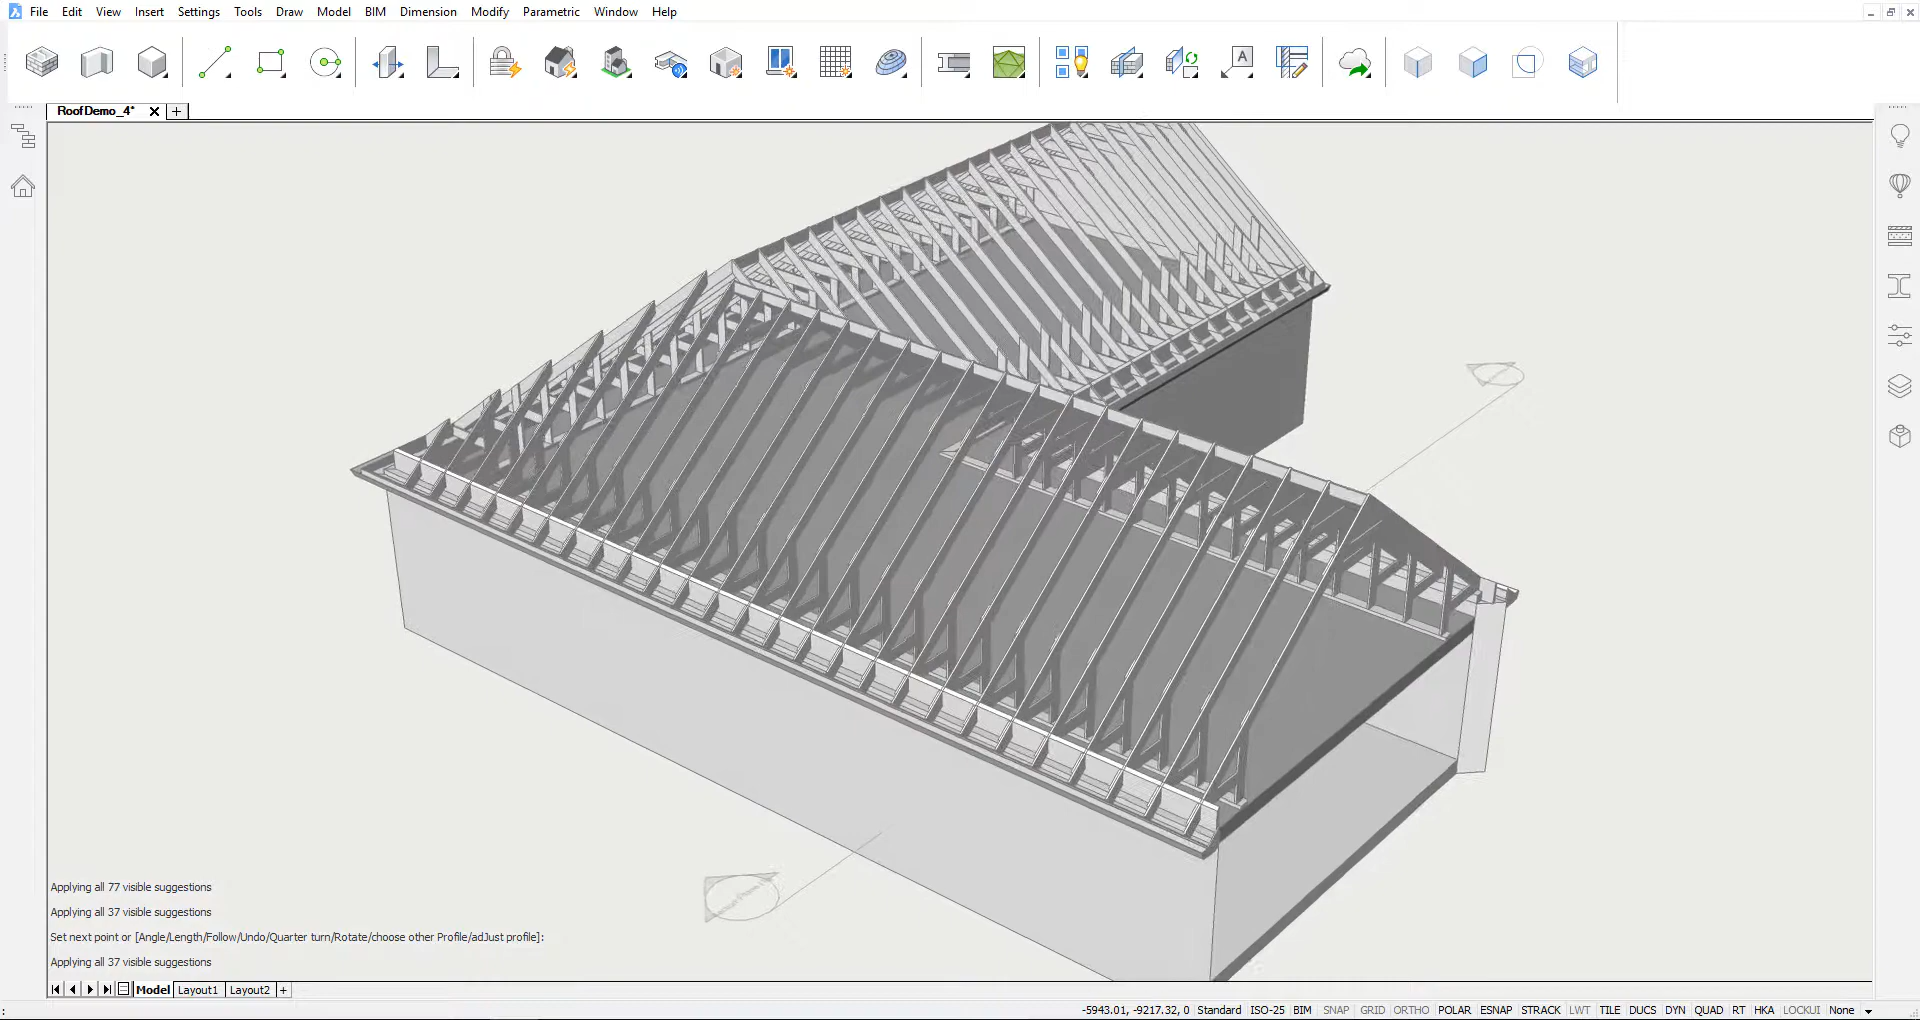 File Edit View Insert Settings Tools Draw Model BIM Dimension Modify Parametric Window Help
A
RoofDemo_4*
Applying all 77 visible suggestions
Applying all 37 visible suggestions
Set next point or [Angle/Length/Follow/Undo/Quarter turn/Rotate/choose other Profile/adJust profile]:
Applying all 37 visible suggestions
Model Layout1 Layout2 +
: -5943.01, -9217.32, 0 Standard ISO-25 BIM SNAP GRID ORTHO POLAR ESNAP STRACK LWT TILE DUCS DYN QUAD RT HKA LOCKUI None